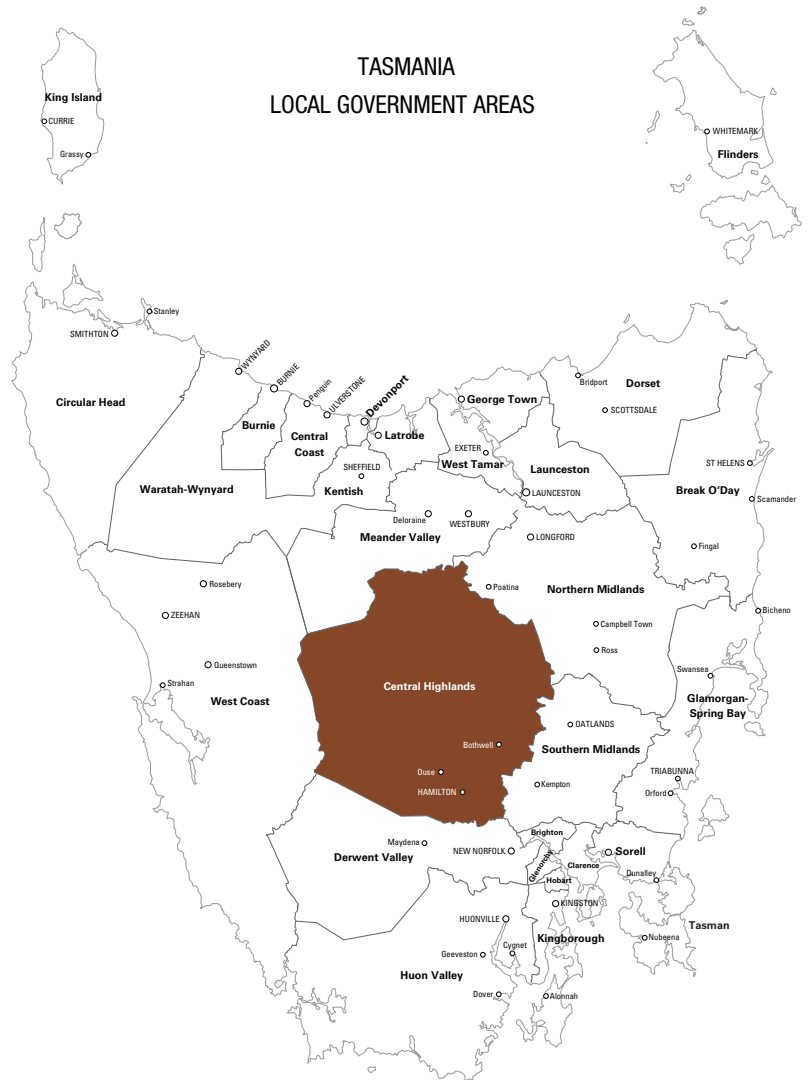 TASMANIA
LOCAL GOVERNMENT AREAS
King Island
CURRIE
Grassy
WHITEMARK
Flinders
Stanley
SMITHTON
WYNYARD
BURNIE
Penguin
ULVERSTONE
Devonport
George Town
Bridport
Dorset
SCOTTSDALE
Circular Head
Burnie
Central
Coast
Latrobe
EXETER
West Tamar
Launceston
ST HELENS
SHEFFIELD
Kentish
Waratah-Wynyard
LAUNCESTON
Break O'Day
Scamander
Deloraine
WESTBURY
Meander Valley
LONGFORD
Fingal
Rosebery
Poatina
Northern Midlands
Bicheno
ZEEHAN
Campbell Town
Ross
Queenstown
Strahan
West Coast
Central Highlands
Swansea
Glamorgan-
Spring Bay
OATLANDS
Bothwell
Southern Midlands
Ouse
HAMILTON
Kempton
TRIABUNNA
Orford
Maydena
Derwent Valley
NEW NORFOLK
Brighton
Glenorchy
Clarence
Sorell
Hobart
Dunalley
KINGSTON
HUONVILLE
Kingborough
Tasman
Nubeena
Geeveston
Cygnet
Huon Valley
Dover
Alonnah